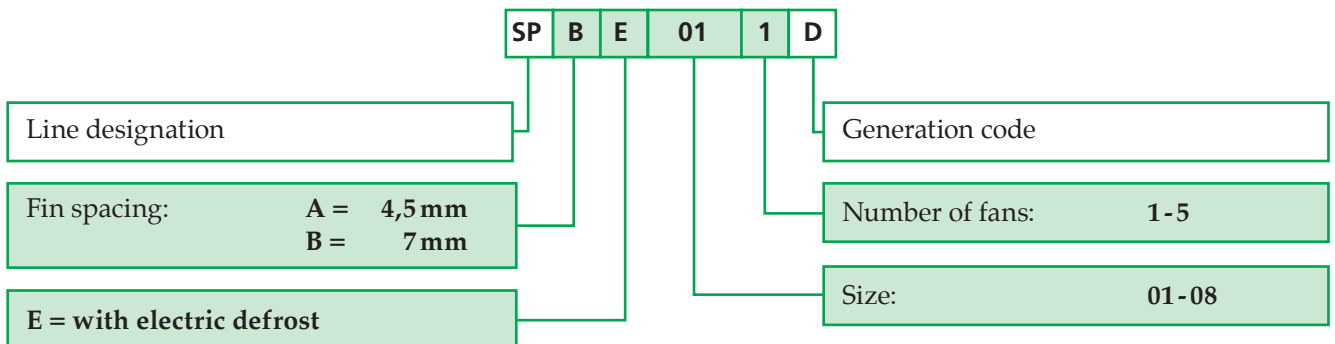 SP B E 01 1 D
Line designation
Generation code
Fin spacing: A = 4,5 mm
B = 7 mm
Number of fans: 1-5
E = with electric defrost
Size: 01-08